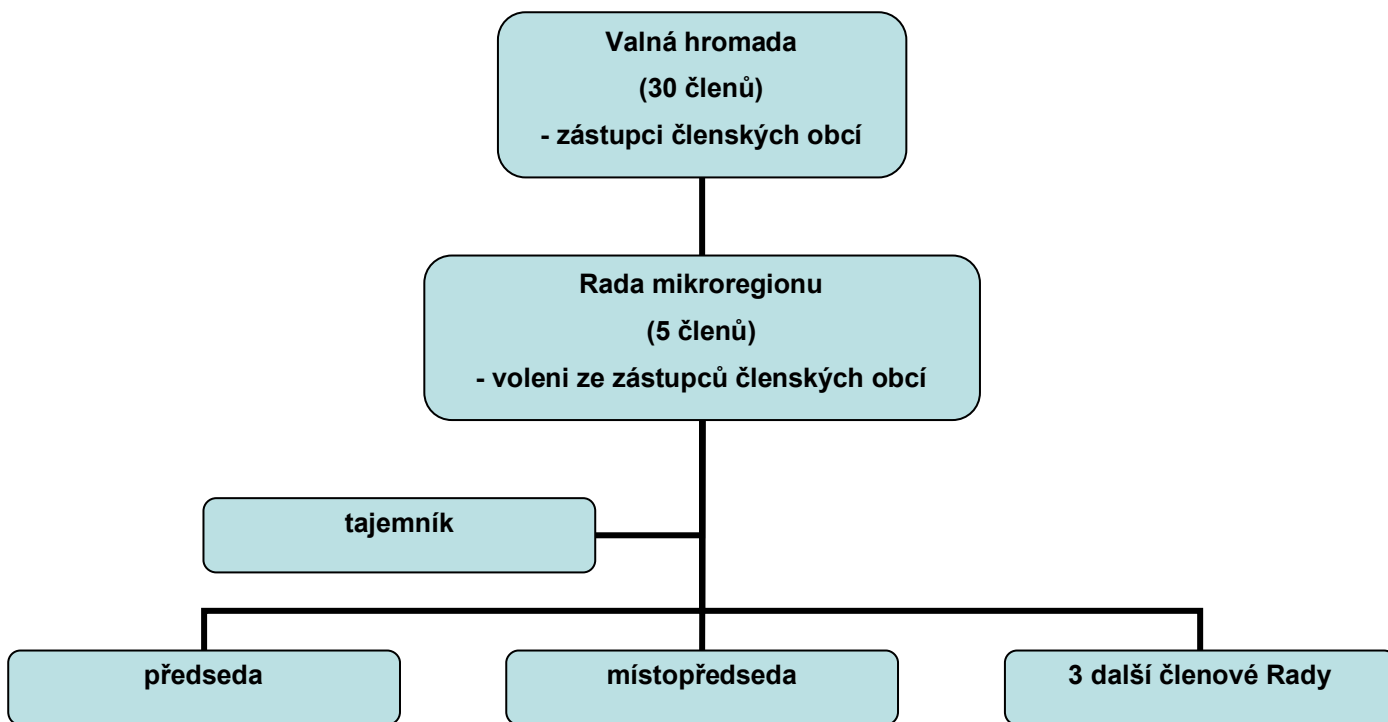 Valná hromada
(30 členů)
- zástupci členských obcí
Rada mikroregionu
(5 členů)
- voleni ze zástupců členských obcí
tajemník
předseda
místopředseda
3 další členové Rady